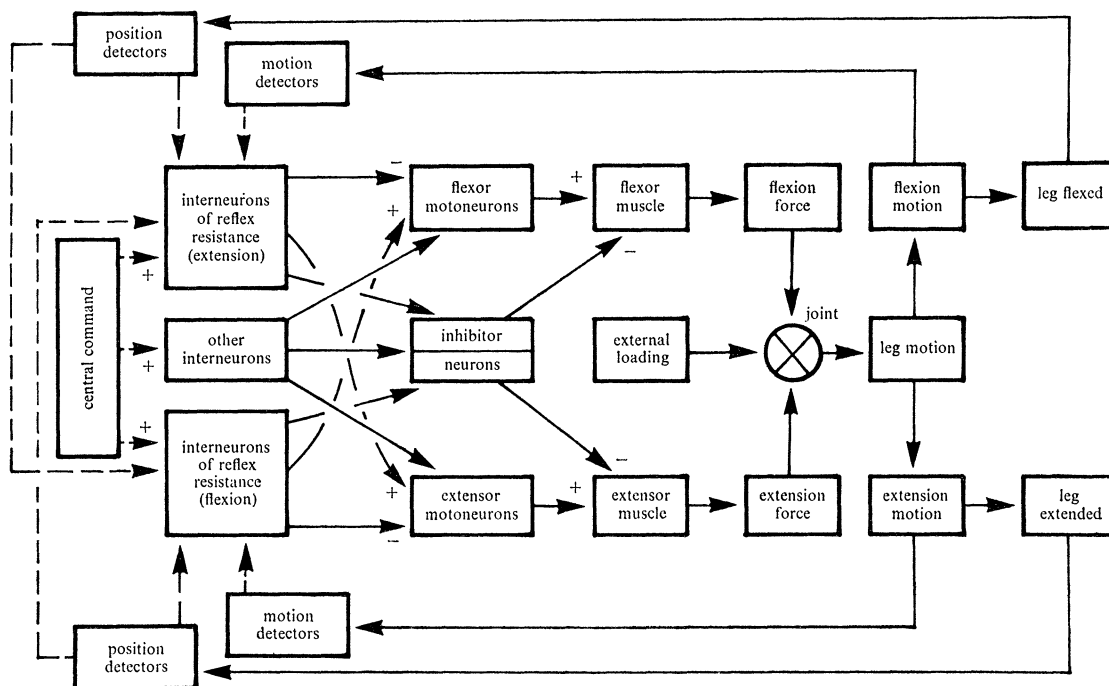 position
detectors
motion
detectors
interneurons
of reflex
resistance
(extension)
-
+
flexor
motoneurons
+
flexor
muscle
-
flexion
force
flexion
motion
leg flexed
central command
+
+
+
other
interneurons
inhibitor
neurons
external
loading
joint
leg motion
interneurons
of reflex
resistance
(flexion)
+
-
extensor
motoneurons
+
-
extensor
muscle
extension
force
extension
motion
leg
extended
motion
detectors
position
detectors